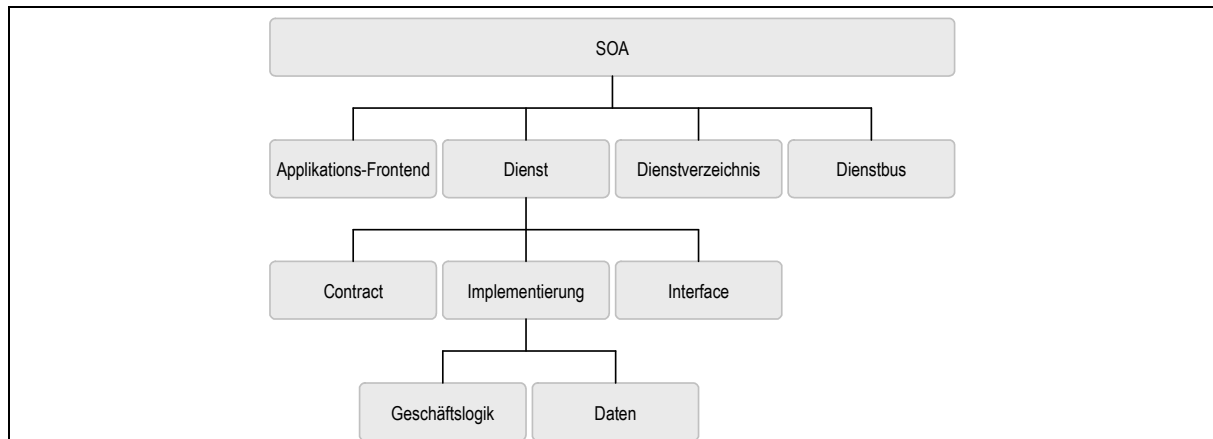 SOA
Applikations-Frontend
Dienst
Dienstverzeichnis
Dienstbus
Contract
Implementierung
Interface
Geschäftslogik
Daten